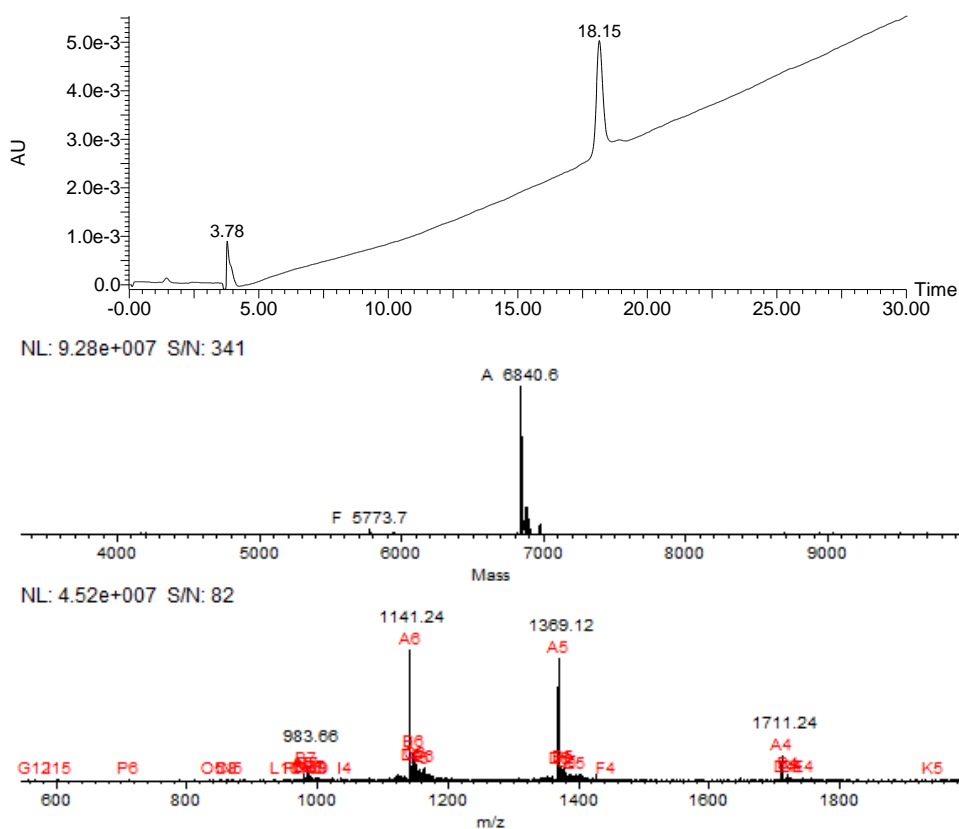 18.15
5.0e-3
4.0e-3
3.0e-3
AU
2.0e-3
3.78
1.0e-3
0.0
Time
-0.00 5.00 10.00 15.00 20.00 25.00 30.00
NL: 9.28e+007 S/N: 341
A 6840.6
F 5773.7
4000 5000 6000 7000 8000 9000
Mass
NL: 4.52e+007 S/N: 82
1141.24 1369.12
A6 A5
983.66 1711.24
A4
I4 F4 K5
P6
600 800 1000 1200 1400 1600 1800
m/z